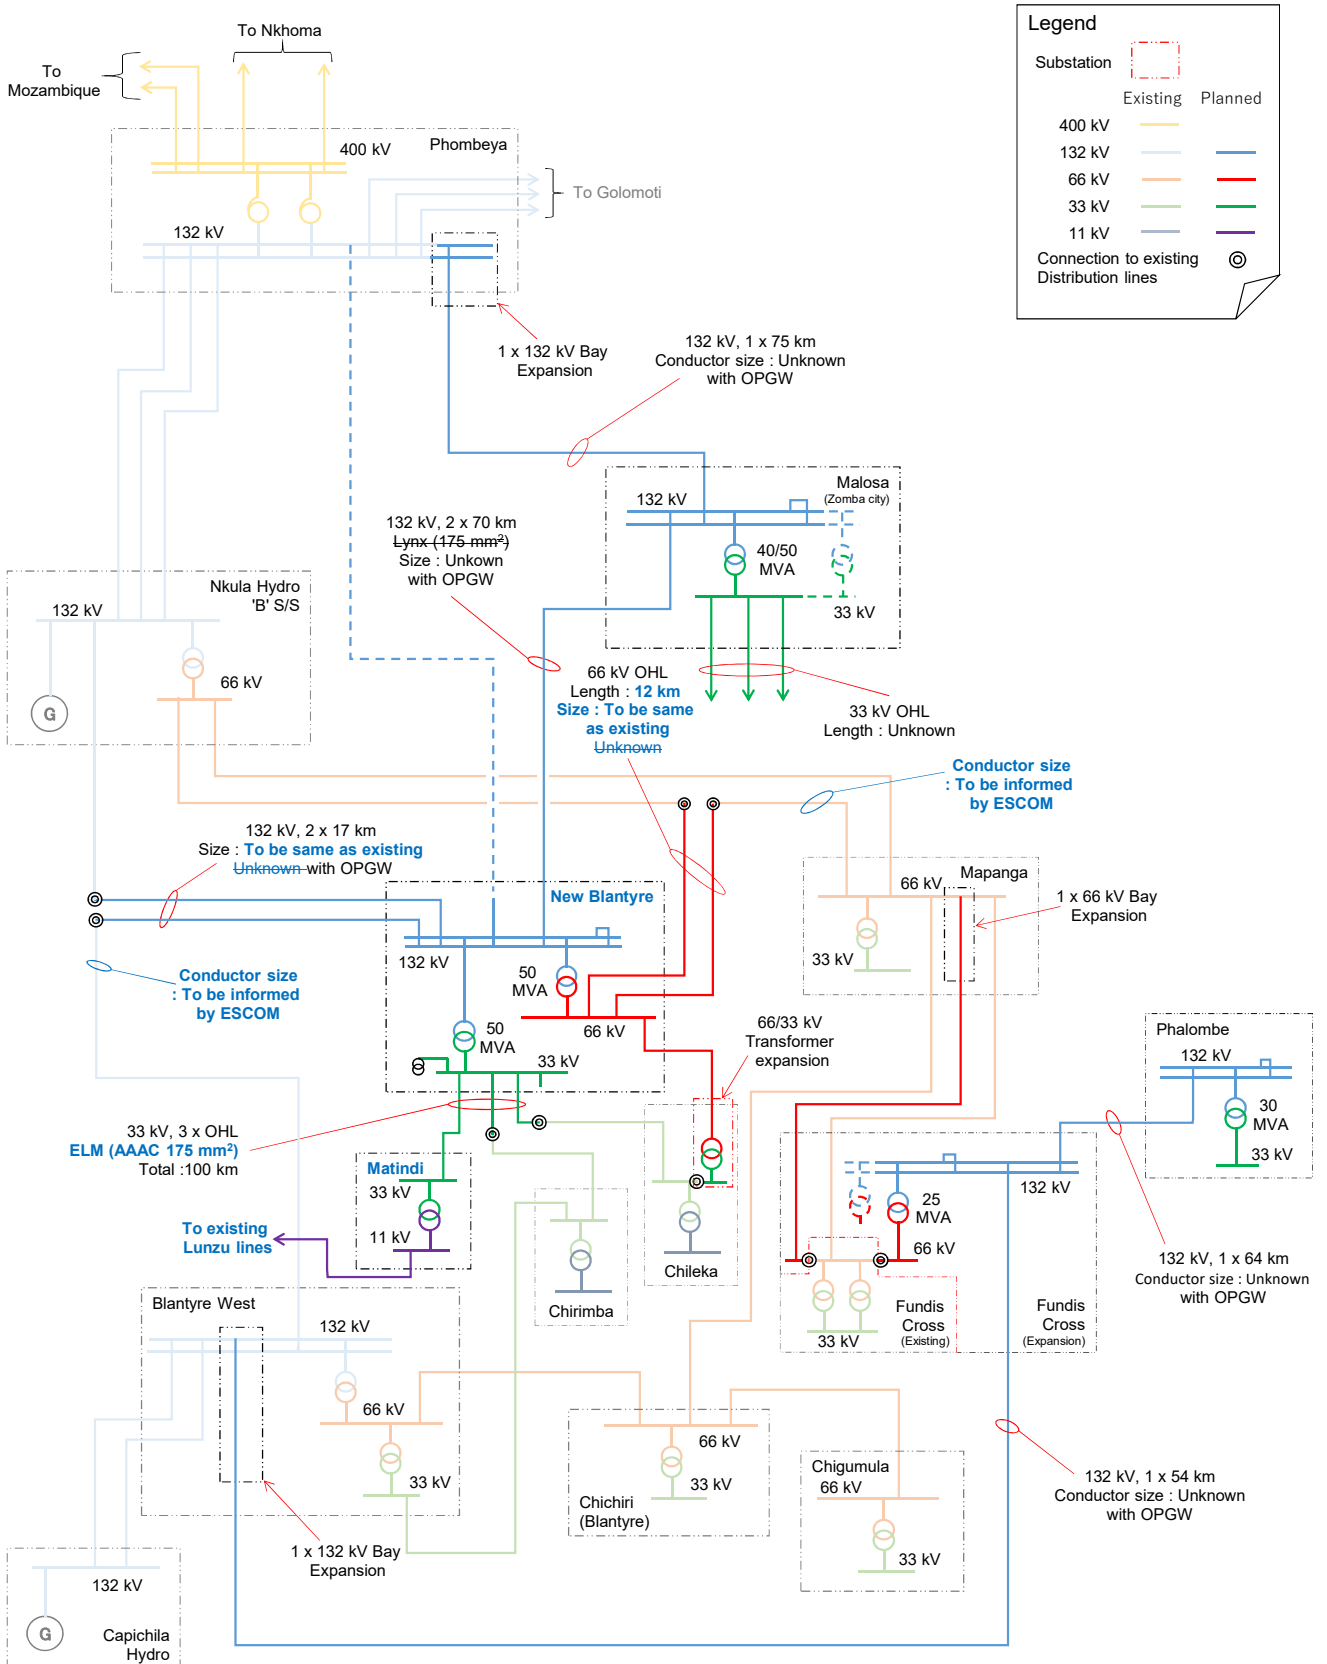 To Nkhoma
To
Mozambique
400 kV
Phombeya
To Golomoti
132 kV
1 x 132 kV Bay
Expansion
132 kV, 1 x 75 km
Conductor size : Unknown
with OPGW
Legend
Substation
Existing Planned
400 kV
132 kV
66 kV
33 kV
11 kV
Connection to existing
Distribution lines
Malosa
(Zomba city)
132 kV
40/50
MVA
33 kV
132 kV, 2 x 70 km
Lynx (175 mm²)
Size : Unkown
with OPGW
Nkula Hydro
'B' S/S
132 kV
66 kV
G
66 kV OHL
Length : 12 km
Size : To be same
as existing
Unknown
33 kV OHL
Length : Unknown
Conductor size
: To be informed
by ESCOM
132 kV, 2 x 17 km
Size : To be same as existing
Unknown with OPGW
New Blantyre
132 kV
50
MVA
66 kV
50
MVA
33 kV
Conductor size
: To be informed
by ESCOM
Mapanga
66 kV
33 kV
1 x 66 kV Bay
Expansion
66/33 kV
Transformer
expansion
Phalombe
132 kV
30
MVA
33 kV
33 kV, 3 x OHL
ELM (AAAC 175 mm²)
Total :100 km
Matindi
33 kV
11 kV
To existing
Lunzu lines
Chirimba
Chileka
132 kV
25
MVA
66 kV
33 kV
Fundis
Cross
(Existing)
Fundis
Cross
(Expansion)
132 kV, 1 x 64 km
Conductor size : Unknown
with OPGW
Blantyre West
132 kV
66 kV
33 kV
1 x 132 kV Bay
Expansion
66 kV
33 kV
Chichiri
(Blantyre)
Chigumula
66 kV
33 kV
132 kV, 1 x 54 km
Conductor size : Unknown
with OPGW
132 kV
G
Capichila
Hydro